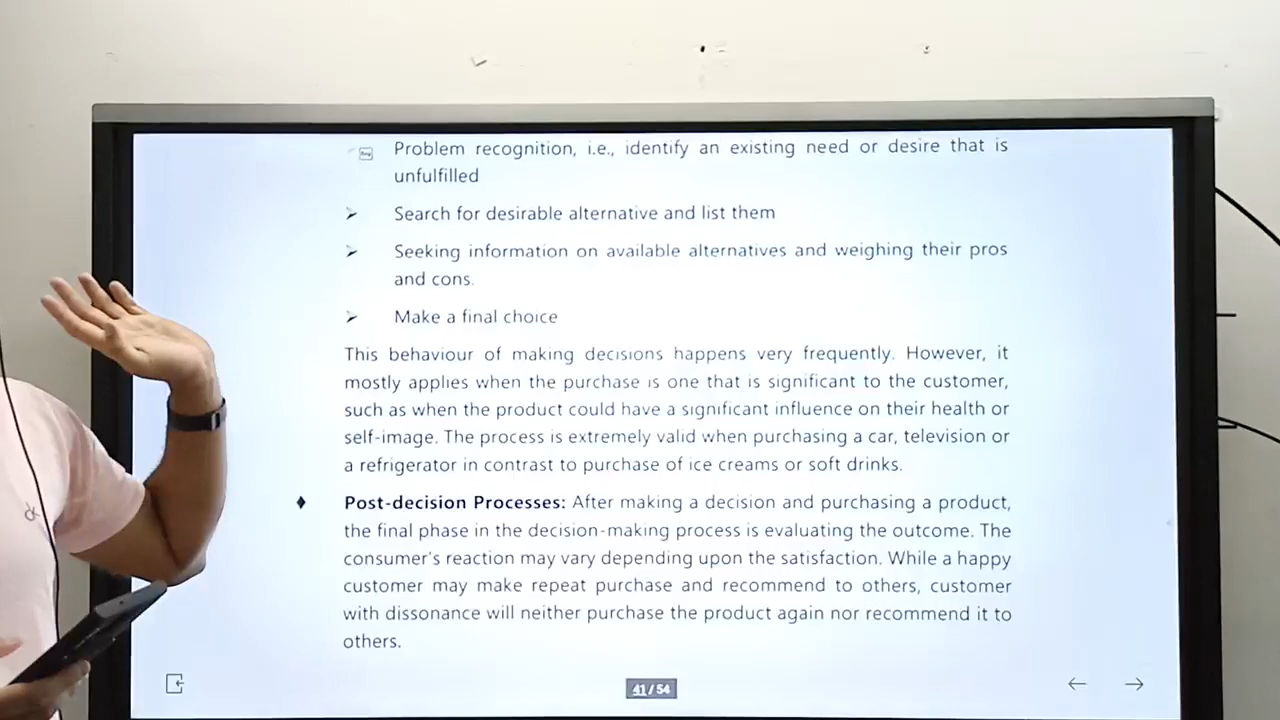 Problem recognition, i.e., identify an existing need or desire that is
unfulfilled
➢ Search for desirable alternative and list them
➢ Seeking information on available alternatives and weighing their pros
and cons.
➢ Make a final choice
This behaviour of making decisions happens very frequently. However, it
mostly applies when the purchase is one that is significant to the customer,
such as when the product could have a significant influence on their health or
self-image. The process is extremely valid when purchasing a car, television or
a refrigerator in contrast to purchase of ice creams or soft drinks.
♦ Post-decision Processes: After making a decision and purchasing a product,
the final phase in the decision-making process is evaluating the outcome. The
consumer's reaction may vary depending upon the satisfaction. While a happy
customer may make repeat purchase and recommend to others, customer
with dissonance will neither purchase the product again nor recommend it to
others.
41 / 54